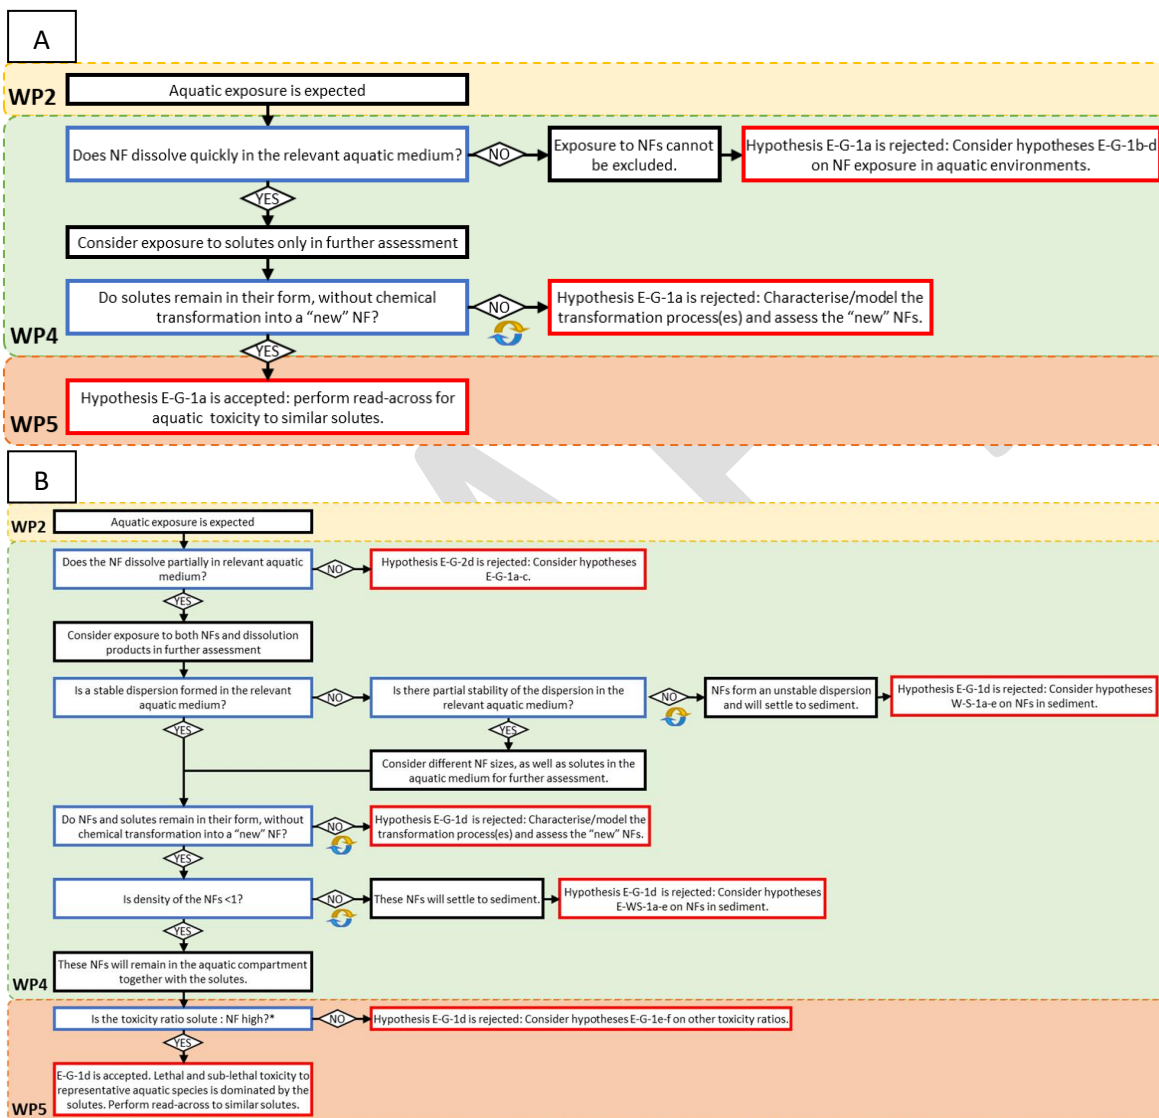 A
WP2
Aquatic exposure is expected
Does NF dissolve quickly in the relevant aquatic medium?
NO
Exposure to NFs cannot
be excluded.
Hypothesis E-G-1a is rejected: Consider hypotheses E-G-1b-d
on NF exposure in aquatic environments.
YES
Consider exposure to solutes only in further assessment
Do solutes remain in their form, without chemical
transformation into a “new” NF?
NO
Hypothesis E-G-1a is rejected: Characterise/model the
transformation process(es) and assess the “new” NFs.
WP4
YES
Hypothesis E-G-1a is accepted: perform read-across for
aquatic toxicity to similar solutes.
WP5
B
WP2
Aquatic exposure is expected
Does the NF dissolve partially in relevant aquatic
medium?
NO
Hypothesis E-G-2d is rejected: Consider hypotheses
E-G-1a-c.
YES
Consider exposure to both NFs and dissolution
products in further assessment
Is a stable dispersion formed in the relevant
aquatic medium?
NO
Is there partial stability of the dispersion in the
relevant aquatic medium?
NO
NFs form an unstable dispersion
and will settle to sediment.
Hypothesis E-G-1d is rejected: Consider hypotheses
W-S-1a-e on NFs in sediment.
YES
YES
Consider different NF sizes, as well as solutes in the
aquatic medium for further assessment.
Do NFs and solutes remain in their form, without
chemical transformation into a “new” NF?
NO
Hypothesis E-G-1d is rejected: Characterise/model the
transformation process(es) and assess the “new” NFs.
YES
Is density of the NFs <1?
NO
These NFs will settle to sediment.
Hypothesis E-G-1d is rejected: Consider hypotheses
E-WS-1a-e on NFs in sediment.
YES
These NFs will remain in the aquatic compartment
together with the solutes.
WP4
Is the toxicity ratio solute : NF high?*
NO
Hypothesis E-G-1d is rejected: Consider hypotheses E-G-1e-f on other toxicity ratios.
YES
E-G-1d is accepted. Lethal and sub-lethal toxicity to
representative aquatic species is dominated by the
solutes. Perform read-across to similar solutes.
WP5